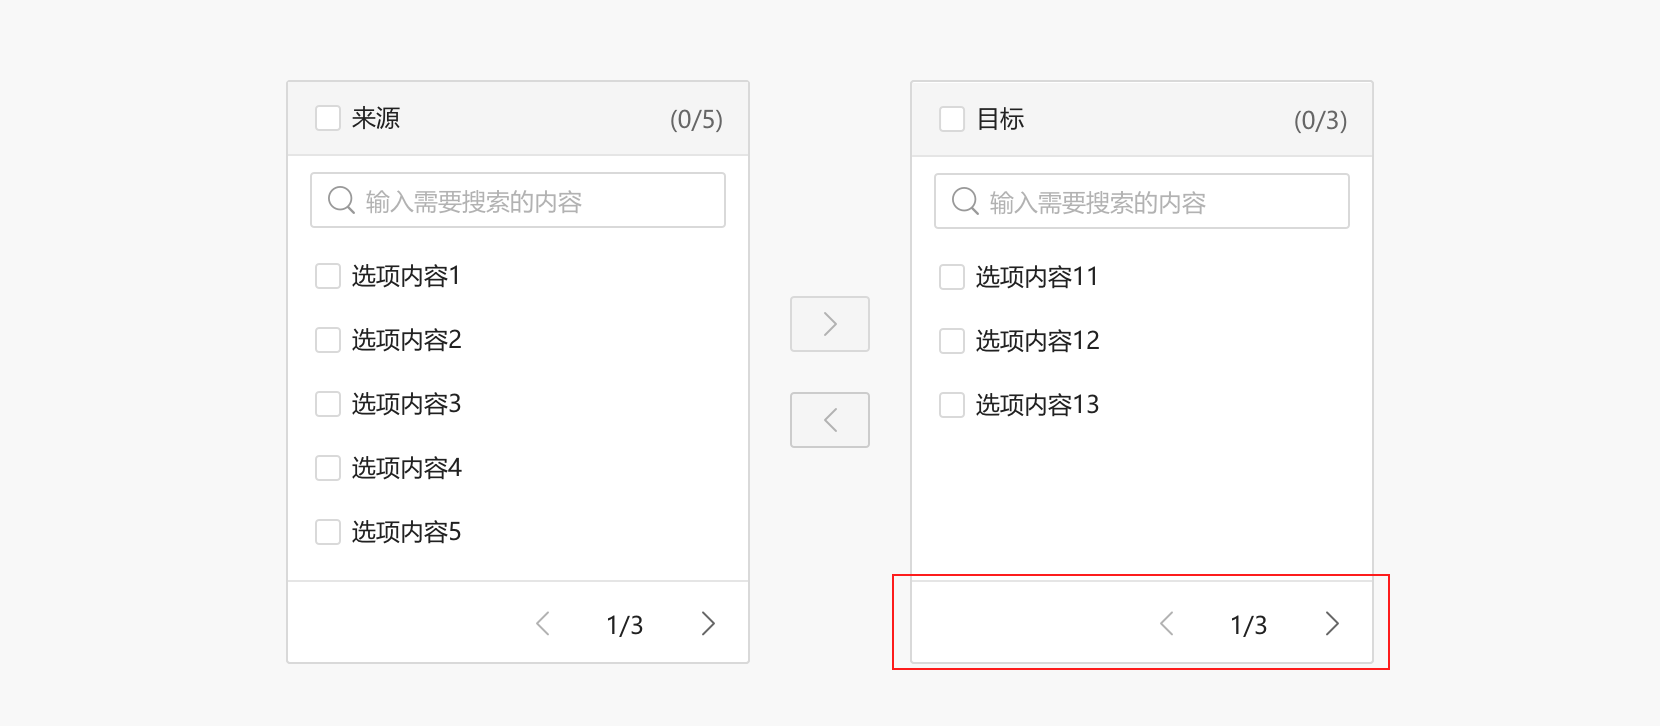 来源 (0/5)
输入需要搜索的内容
选项内容1
选项内容2
选项内容3
选项内容4
选项内容5
1/3
目标 (0/3)
输入需要搜索的内容
选项内容11
选项内容12
选项内容13
1/3